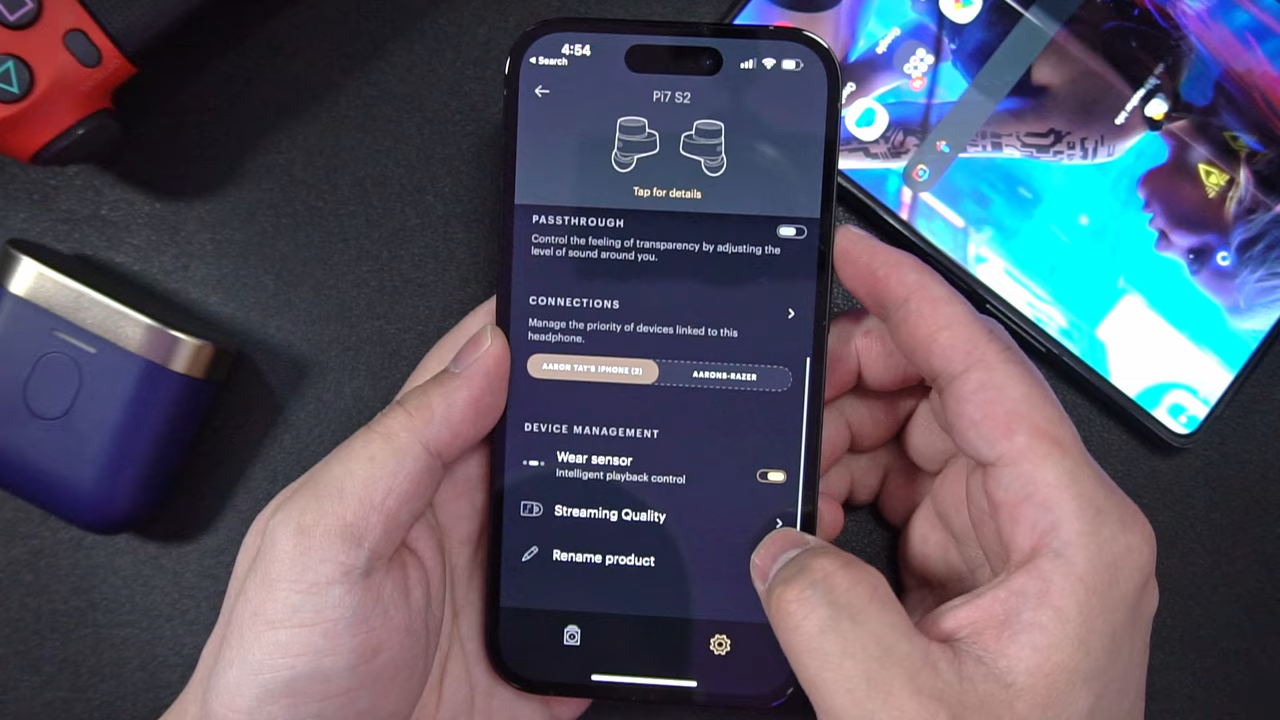 4:54
Search
Pi7 S2
Tap for details
PASSTHROUGH
Control the feeling of transparency by adjusting the
level of sound around you.
CONNECTIONS
Manage the priority of devices linked to this
headphone.
AARON TAY'S IPHONE (2)
AARONS-RAZER
DEVICE MANAGEMENT
Wear sensor
Intelligent playback control
Streaming Quality
Rename product
Google